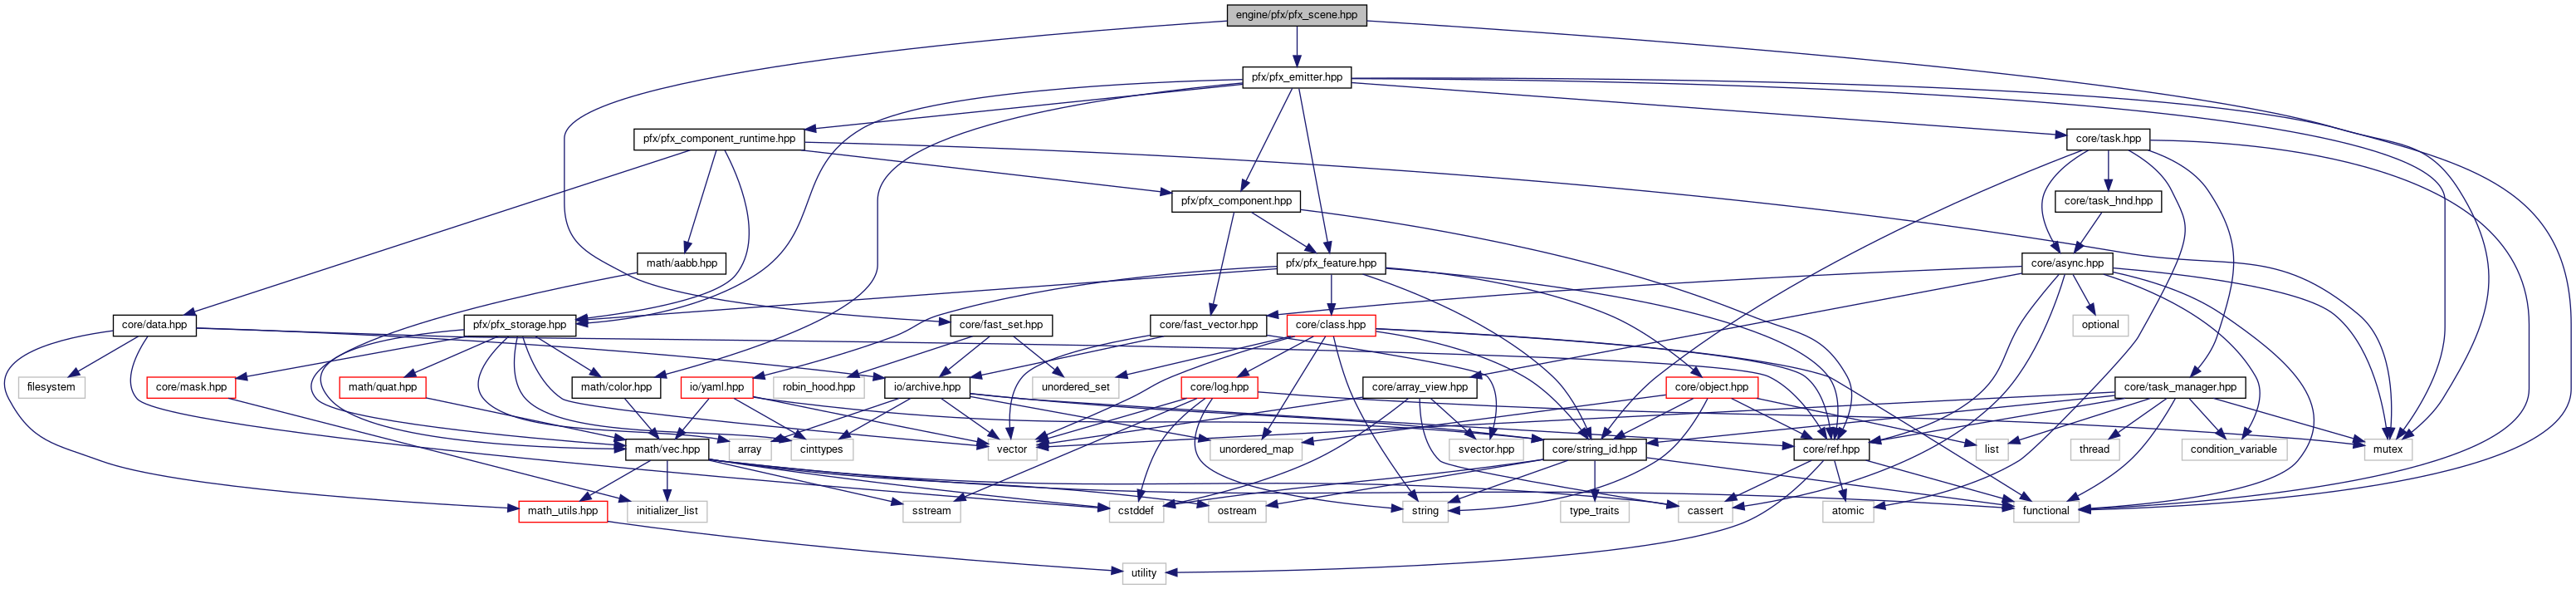 engine/pfx/pfx_scene.hpp
pfx/pfx_emitter.hpp
pfx/pfx_component_runtime.hpp
core/task.hpp
pfx/pfx_component.hpp
core/task_hnd.hpp
math/aabb.hpp
pfx/pfx_feature.hpp
core/async.hpp
core/data.hpp
pfx/pfx_storage.hpp
core/fast_set.hpp
core/fast_vector.hpp
core/class.hpp
optional
filesystem
core/mask.hpp
math/quat.hpp
math/color.hpp
io/yaml.hpp
robin_hood.hpp
io/archive.hpp
unordered_set
core/log.hpp
core/array_view.hpp
core/object.hpp
core/task_manager.hpp
math/vec.hpp
array
cinttypes
vector
unordered_map
svector.hpp
core/string_id.hpp
core/ref.hpp
list
thread
condition_variable
mutex
math_utils.hpp
initializer_list
sstream
cstddef
ostream
string
type_traits
cassert
atomic
functional
utility